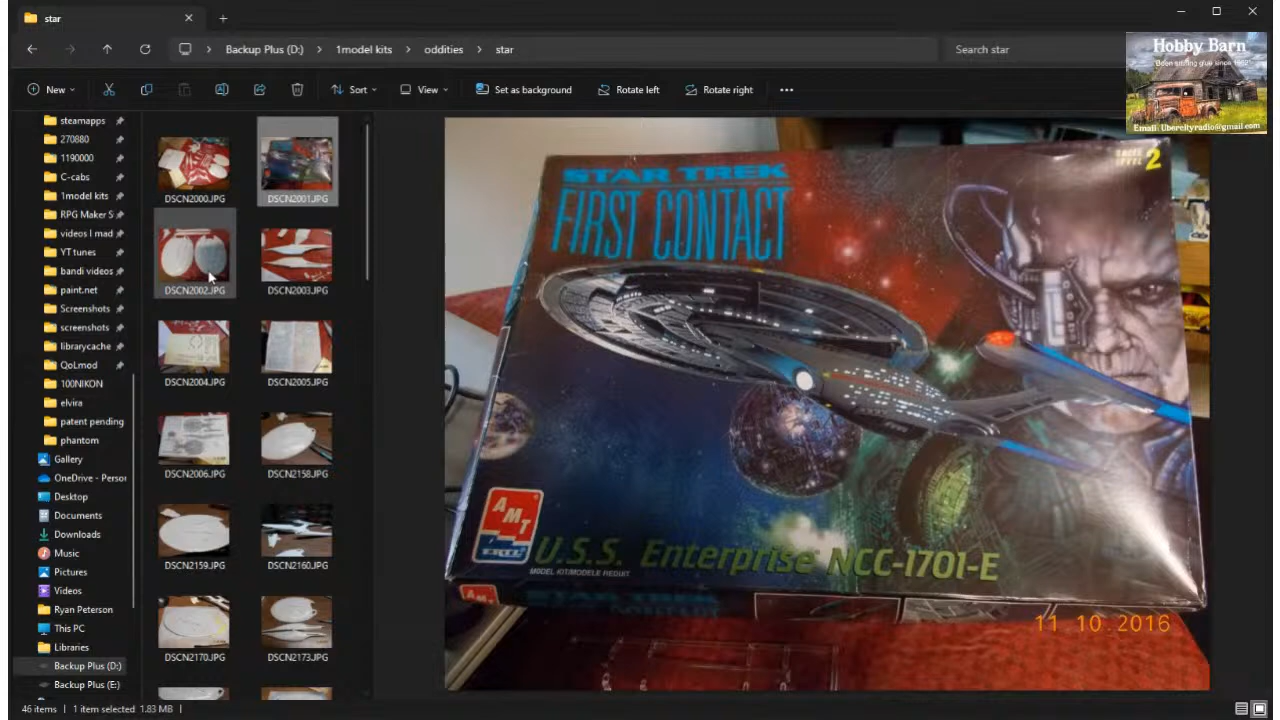 star
Backup Plus (D:) > 1model kits > oddities > star
Search star
New
Sort
View
Set as background
Rotate left
Rotate right
Hobby Barn
Email: Ubercityradio@gmail.com
steamapps
270880
1190000
C-cabs
1model kits
RPG Maker S
videos I mad
YT tunes
bandi videos
paint.net
Screenshots
screenshots
librarycache
QoLmod
100NIKON
elvira
patent pending
phantom
Gallery
OneDrive - Persor
Desktop
Documents
Downloads
Music
Pictures
Videos
Ryan Peterson
This PC
Libraries
Backup Plus (D:)
Backup Plus (E:)
DSCN2000.JPG
DSCN2001.JPG
DSCN2002.JPG
DSCN2003.JPG
DSCN2004.JPG
DSCN2005.JPG
DSCN2006.JPG
DSCN2158.JPG
DSCN2159.JPG
DSCN2160.JPG
DSCN2170.JPG
DSCN2173.JPG
STAR TREK
FIRST CONTACT
2
AMT
ERTL
U.S.S. Enterprise NCC-1701-E
MODEL KIT/MODELE REDUIT
11 10 2016
46 items
1 item selected 1.83 MB